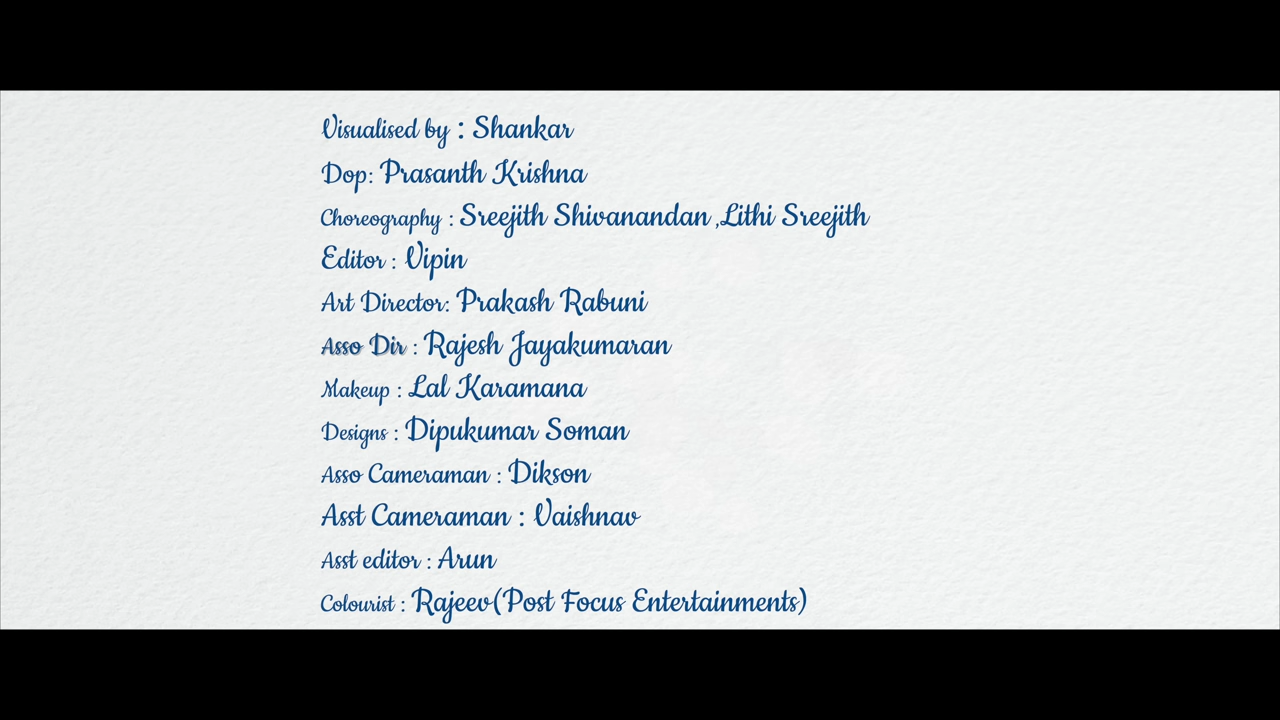 Visualised by : Shankar
Dop: Prasanth Krishna
Choreography : Sreejith Shivanandan ,Lithi Sreejith
Editor : Vipin
Art Director: Prakash Rabuni
Asso Dir : Rajesh Jayakumaran
Makeup : Lal Karamana
Designs : Dipukumar Soman
Asso Cameraman : Dikson
Asst Cameraman : Vaishnav
Asst editor : Arun
Colourist : Rajeev(Post Focus Entertainments)